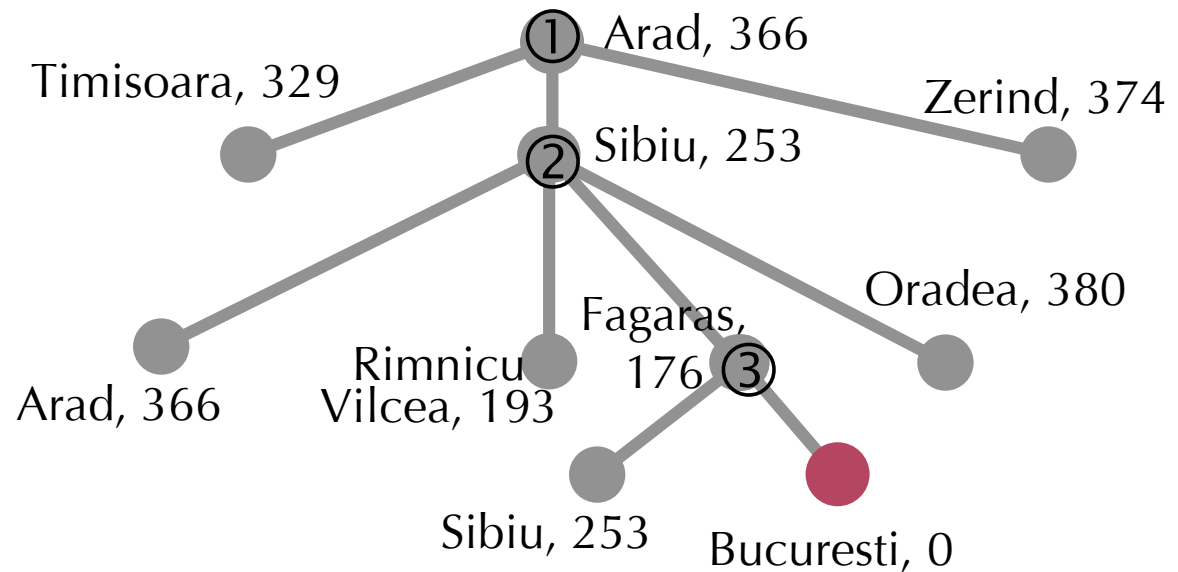 ① Arad, 366
Timisoara, 329
Zerind, 374
② Sibiu, 253
Oradea, 380
Fagaras,
176 ③
Rimnicu
Vilcea, 193
Arad, 366
Sibiu, 253
Bucuresti, 0